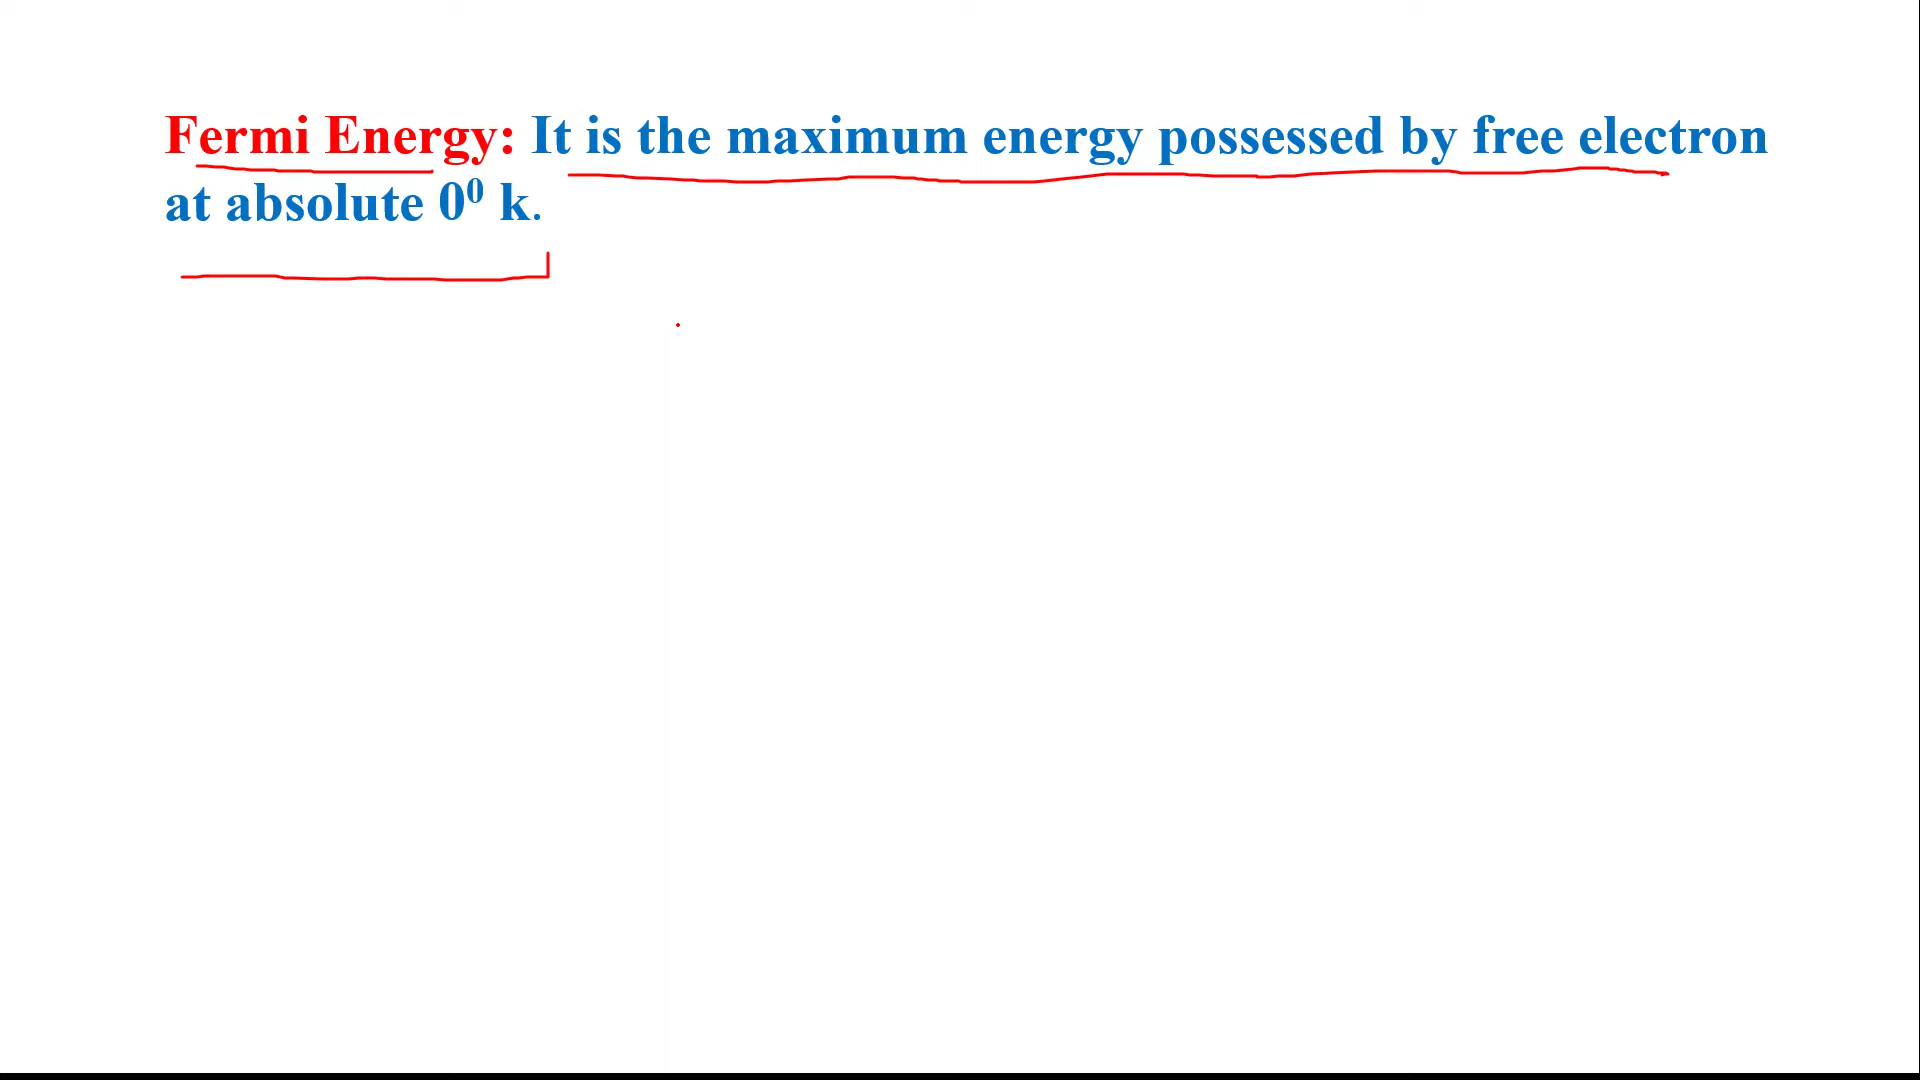 Fermi Energy: It is the maximum energy possessed by free electron
at absolute 0⁰ k.